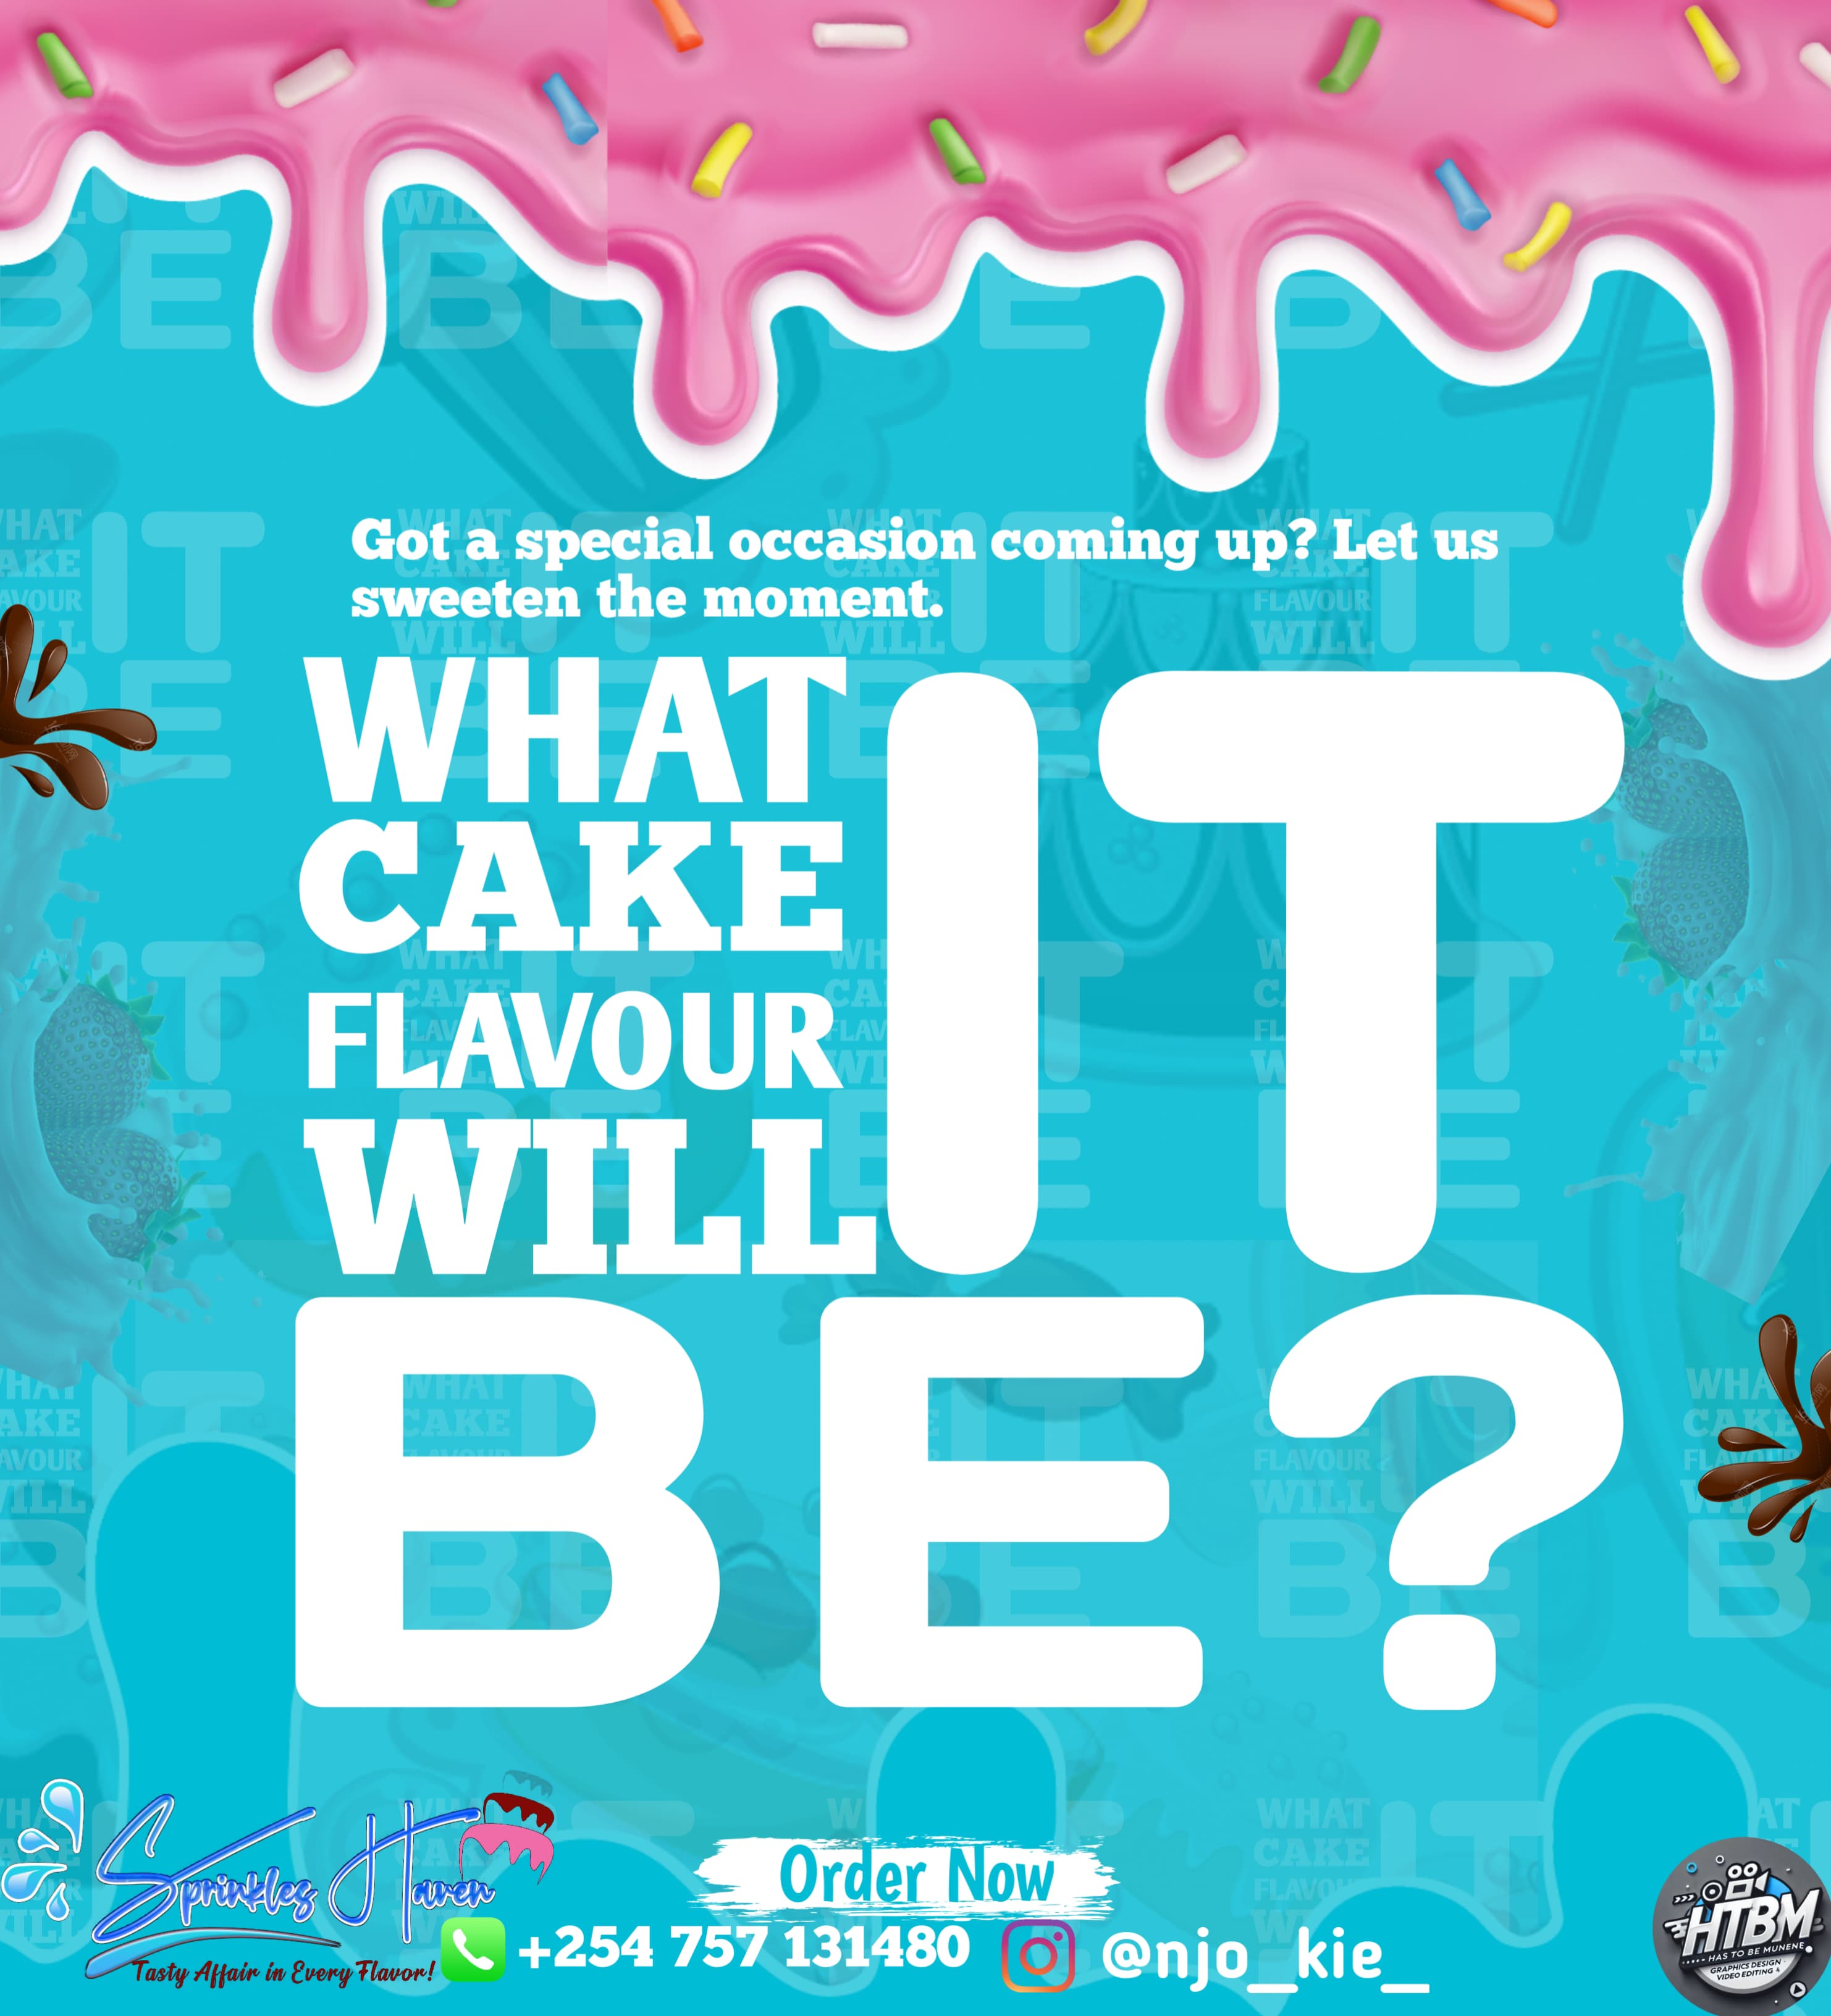 Got a special occasion coming up? Let us
sweeten the moment.
WHAT
CAKE
FLAVOUR
WILL
IT
BE?
Sprinkles Haven
Tasty Affair in Every Flavor!
Order Now
+254 757 131480
@njo_kie_
HTBM
HAS TO BE MUNENE
GRAPHICS DESIGN
VIDEO EDITING